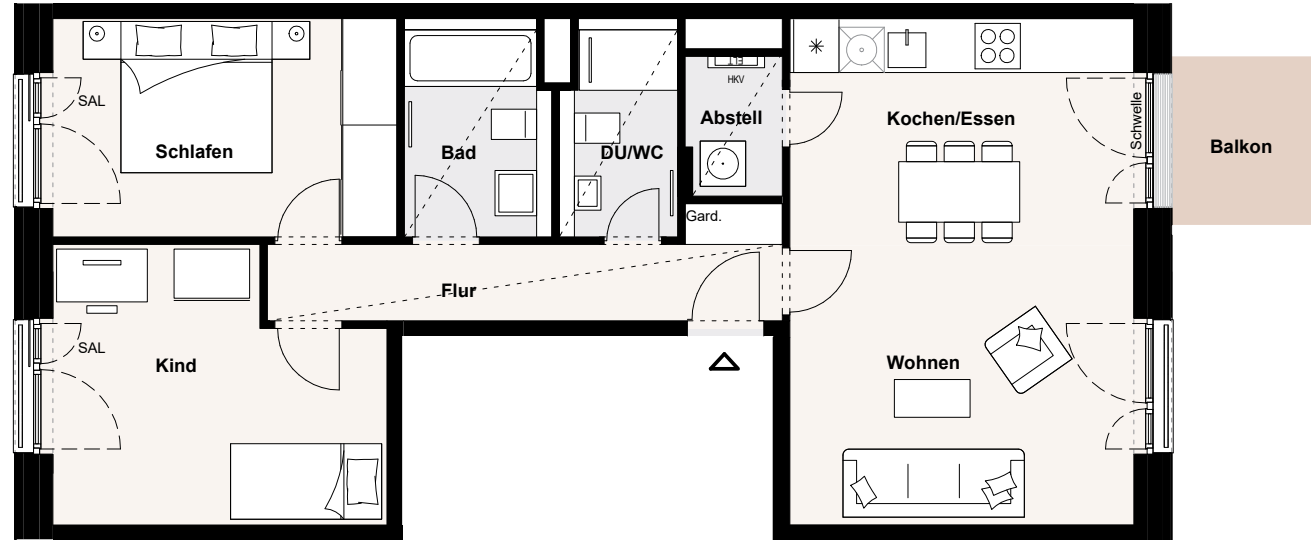 SAL
Schlafen
Bad
DU/WC
HKV
Abstell
Gard.
Kochen/Essen
Schwelle
Balkon
Flur
SAL
Kind
Wohnen